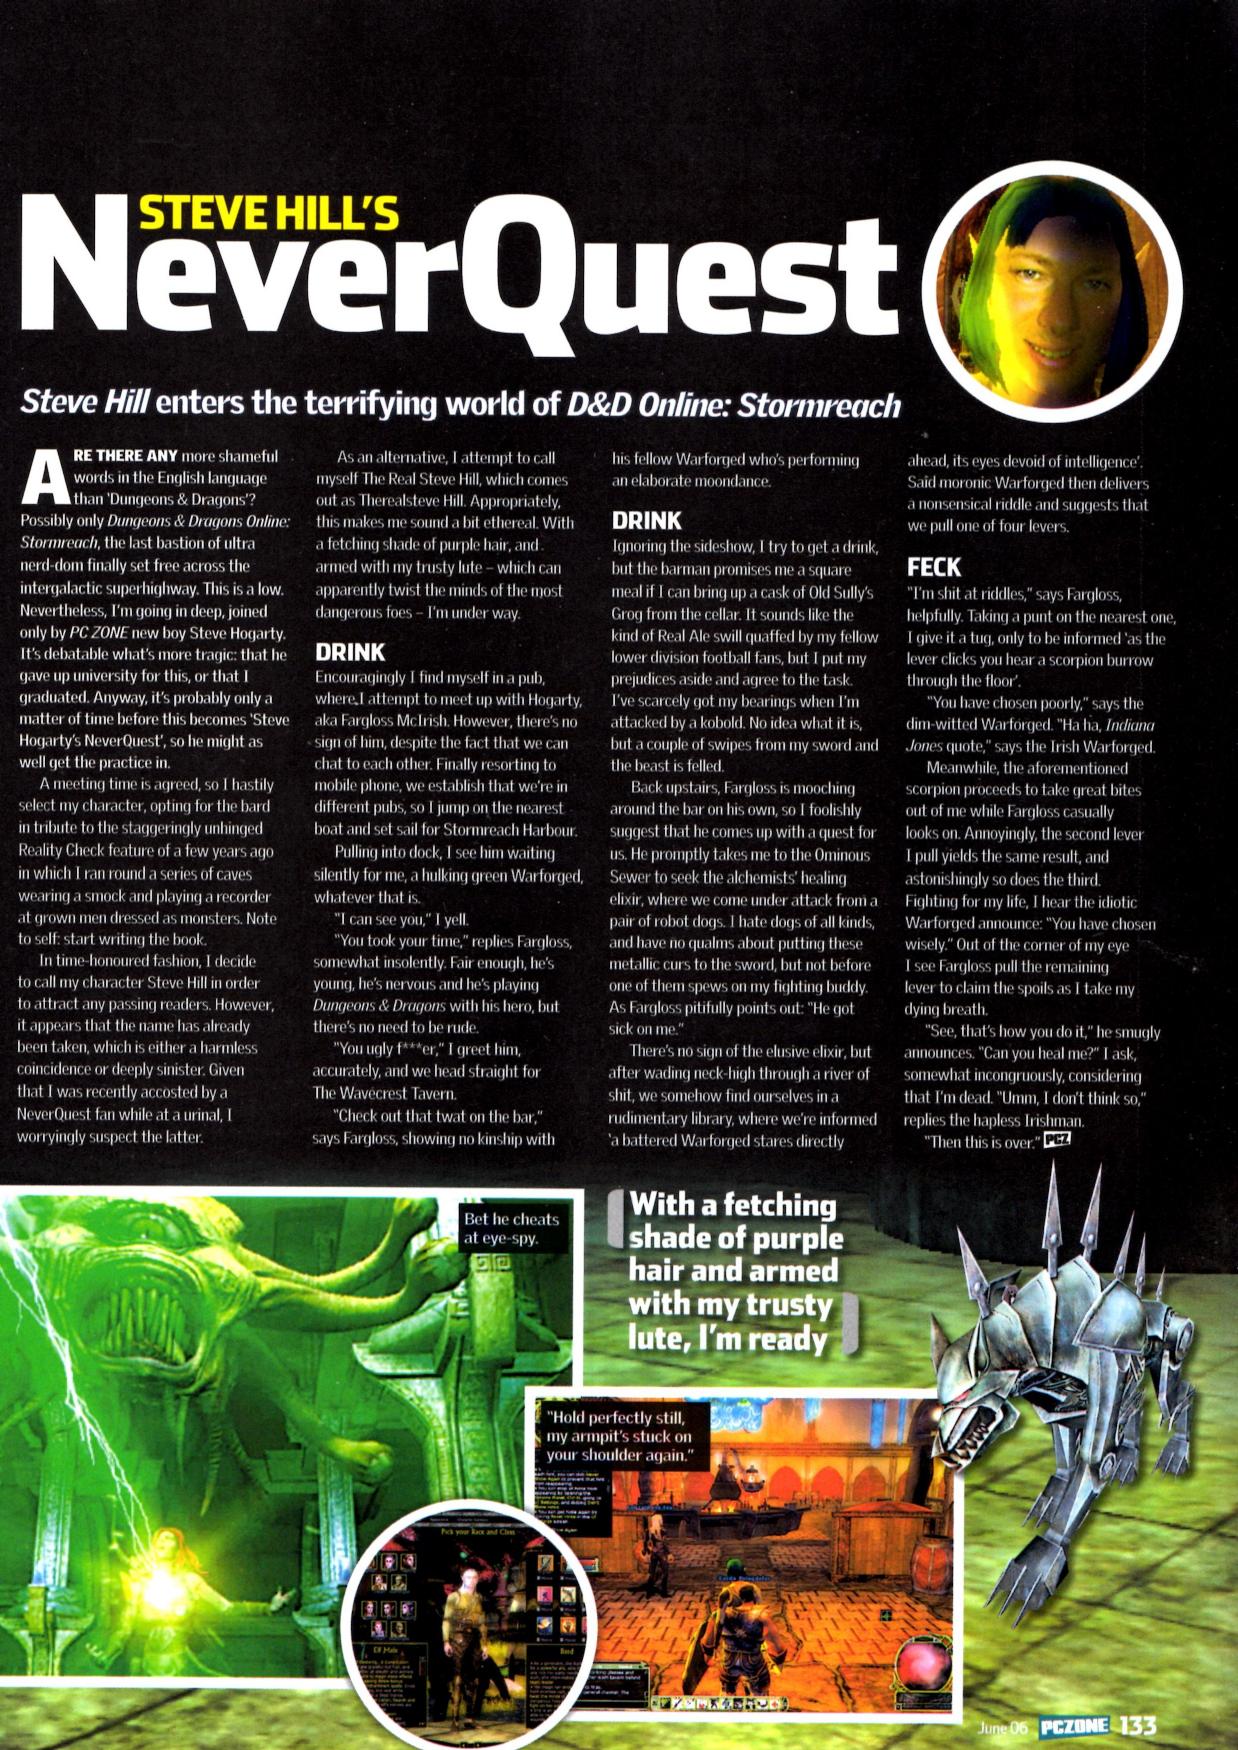 STEVE HILL'S
NeverQuest
Steve Hill enters the terrifying world of D&D Online: Stormreach
ARE THERE ANY more shameful
words in the English language
than 'Dungeons & Dragons'?
Possibly only Dungeons & Dragons Online:
Stormreach, the last bastion of ultra
nerd-dom finally set free across the
intergalactic superhighway. This is a low.
Nevertheless, I'm going in deep, joined
only by PC ZONE new boy Steve Hogarty.
It's debatable what's more tragic: that he
gave up university for this, or that I
graduated. Anyway, it's probably only a
matter of time before this becomes 'Steve
Hogarty's NeverQuest', so he might as
well get the practice in.
A meeting time is agreed, so I hastily
select my character, opting for the bard
in tribute to the staggeringly unhinged
Reality Check feature of a few years ago
in which I ran round a series of caves
wearing a smock and playing a recorder
at grown men dressed as monsters. Note
to self: start writing the book.
In time-honoured fashion, I decide
to call my character Steve Hill in order
to attract any passing readers. However,
it appears that the name has already
been taken, which is either a harmless
coincidence or deeply sinister. Given
that I was recently accosted by a
NeverQuest fan while at a urinal, I
worryingly suspect the latter.
As an alternative, I attempt to call
myself The Real Steve Hill, which comes
out as Therealsteve Hill. Appropriately,
this makes me sound a bit ethereal. With
a fetching shade of purple hair, and
armed with my trusty lute – which can
apparently twist the minds of the most
dangerous foes – I'm under way.
DRINK
Encouragingly I find myself in a pub,
where I attempt to meet up with Hogarty,
aka Fargloss McIrish. However, there's no
sign of him, despite the fact that we can
chat to each other. Finally resorting to
mobile phone, we establish that we're in
different pubs, so I jump on the nearest
boat and set sail for Stormreach Harbour.
Pulling into dock, I see him waiting
silently for me, a hulking green Warforged,
whatever that is.
"I can see you," I yell.
"You took your time," replies Fargloss,
somewhat insolently. Fair enough, he's
young, he's nervous and he's playing
Dungeons & Dragons with his hero, but
there's no need to be rude.
"You ugly f***er," I greet him,
accurately, and we head straight for
The Wavecrest Tavern.
"Check out that twat on the bar,"
says Fargloss, showing no kinship with
his fellow Warforged who's performing
an elaborate moondance.
DRINK
Ignoring the sideshow, I try to get a drink,
but the barman promises me a square
meal if I can bring up a cask of Old Sully's
Grog from the cellar. It sounds like the
kind of Real Ale swill quaffed by my fellow
lower division football fans, but I put my
prejudices aside and agree to the task.
I've scarcely got my bearings when I'm
attacked by a kobold. No idea what it is,
but a couple of swipes from my sword and
the beast is felled.
Back upstairs, Fargloss is mooching
around the bar on his own, so I foolishly
suggest that he comes up with a quest for
us. He promptly takes me to the Ominous
Sewer to seek the alchemists' healing
elixir, where we come under attack from a
pair of robot dogs. I hate dogs of all kinds,
and have no qualms about putting these
metallic curs to the sword, but not before
one of them spews on my fighting buddy.
As Fargloss pitifully points out: "He got
sick on me."
There's no sign of the elusive elixir, but
after wading neck-high through a river of
shit, we somehow find ourselves in a
rudimentary library, where we're informed
'a battered Warforged stares directly
ahead, its eyes devoid of intelligence'.
Said moronic Warforged then delivers
a nonsensical riddle and suggests that
we pull one of four levers.
FECK
"I'm shit at riddles," says Fargloss,
helpfully. Taking a punt on the nearest one,
I give it a tug, only to be informed 'as the
lever clicks you hear a scorpion burrow
through the floor'.
"You have chosen poorly," says the
dim-witted Warforged. "Ha ha, Indiana
Jones quote," says the Irish Warforged.
Meanwhile, the aforementioned
scorpion proceeds to take great bites
out of me while Fargloss casually
looks on. Annoyingly, the second lever
I pull yields the same result, and
astonishingly so does the third.
Fighting for my life, I hear the idiotic
Warforged announce: "You have chosen
wisely." Out of the corner of my eye
I see Fargloss pull the remaining
lever to claim the spoils as I take my
dying breath.
"See, that's how you do it," he smugly
announces. "Can you heal me?" I ask,
somewhat incongruously, considering
that I'm dead. "Umm, I don't think so,"
replies the hapless Irishman.
"Then this is over." PCZ
Bet he cheats
at eye-spy.
With a fetching
shade of purple
hair and armed
with my trusty
lute, I'm ready
"Hold perfectly still,
my armpit's stuck on
your shoulder again."
Pick your Race and Class
Elf Male
Bard
June 06 PCZONE 133